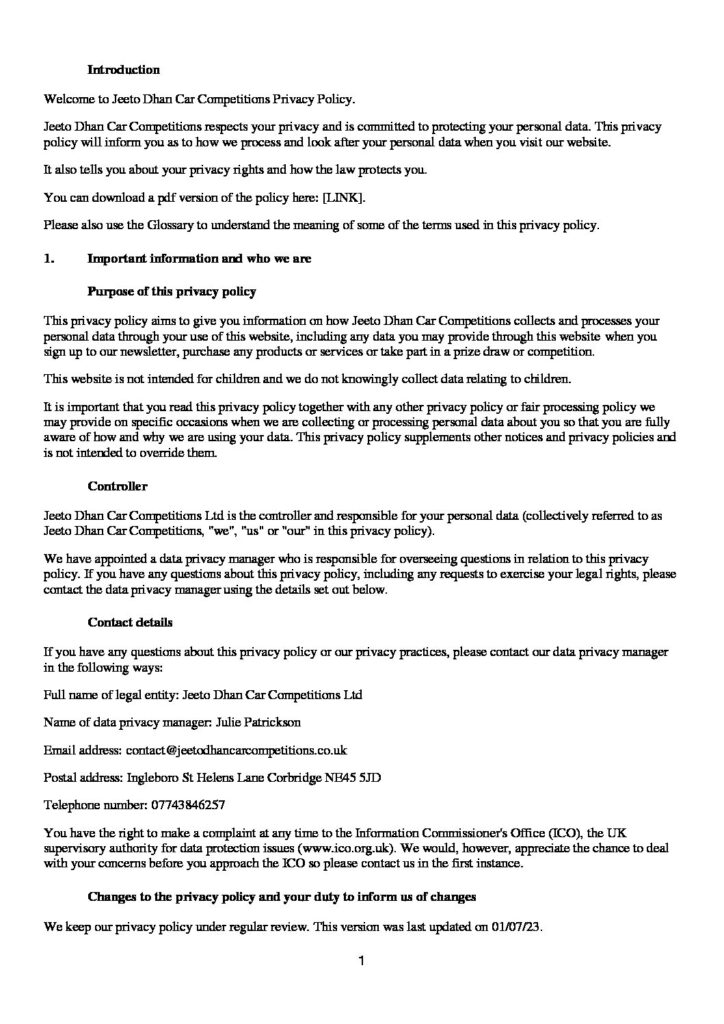 Introduction
Welcome to Jeeto Dhan Car Competitions Privacy Policy.
Jeeto Dhan Car Competitions respects your privacy and is committed to protecting your personal data. This privacy
policy will inform you as to how we process and look after your personal data when you visit our website.
It also tells you about your privacy rights and how the law protects you.
You can download a pdf version of the policy here: [LINK].
Please also use the Glossary to understand the meaning of some of the terms used in this privacy policy.
1. Important information and who we are
Purpose of this privacy policy
This privacy policy aims to give you information on how Jeeto Dhan Car Competitions collects and processes your
personal data through your use of this website, including any data you may provide through this website when you
sign up to our newsletter, purchase any products or services or take part in a prize draw or competition.
This website is not intended for children and we do not knowingly collect data relating to children.
It is important that you read this privacy policy together with any other privacy policy or fair processing policy we
may provide on specific occasions when we are collecting or processing personal data about you so that you are fully
aware of how and why we are using your data. This privacy policy supplements other notices and privacy policies and
is not intended to override them.
Controller
Jeeto Dhan Car Competitions Ltd is the controller and responsible for your personal data (collectively referred to as
Jeeto Dhan Car Competitions, "we", "us" or "our" in this privacy policy).
We have appointed a data privacy manager who is responsible for overseeing questions in relation to this privacy
policy. If you have any questions about this privacy policy, including any requests to exercise your legal rights, please
contact the data privacy manager using the details set out below.
Contact details
If you have any questions about this privacy policy or our privacy practices, please contact our data privacy manager
in the following ways:
Full name of legal entity: Jeeto Dhan Car Competitions Ltd
Name of data privacy manager: Julie Patrickson
Email address: contact@jeetodhancarcompetitions.co.uk
Postal address: Ingleboro St Helens Lane Corbridge NE45 5JD
Telephone number: 07743846257
You have the right to make a complaint at any time to the Information Commissioner's Office (ICO), the UK
supervisory authority for data protection issues (www.ico.org.uk). We would, however, appreciate the chance to deal
with your concerns before you approach the ICO so please contact us in the first instance.
Changes to the privacy policy and your duty to inform us of changes
We keep our privacy policy under regular review. This version was last updated on 01/07/23.
1